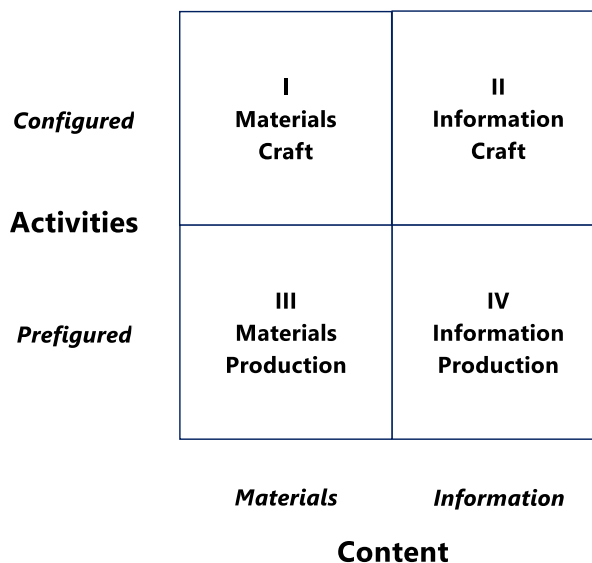 I
Materials
Craft
II
Information
Craft
Configured
Activities
III
Materials
Production
IV
Information
Production
Prefigured
Materials
Information
Content